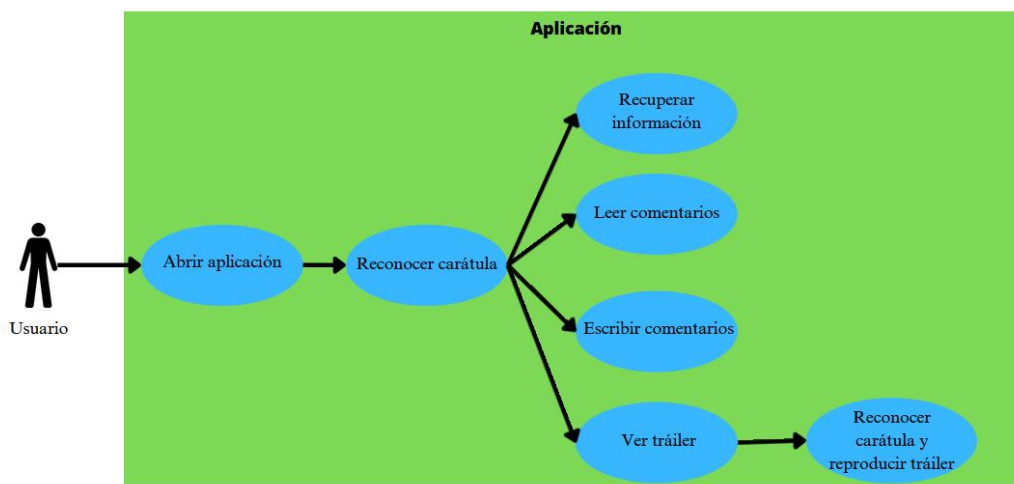 Aplicación
Recuperar
información
Leer comentarios
Abrir aplicación
Reconocer carátula
Usuario
Escribir comentarios
Ver tráiler
Reconocer
carátula y
reproducir tráiler